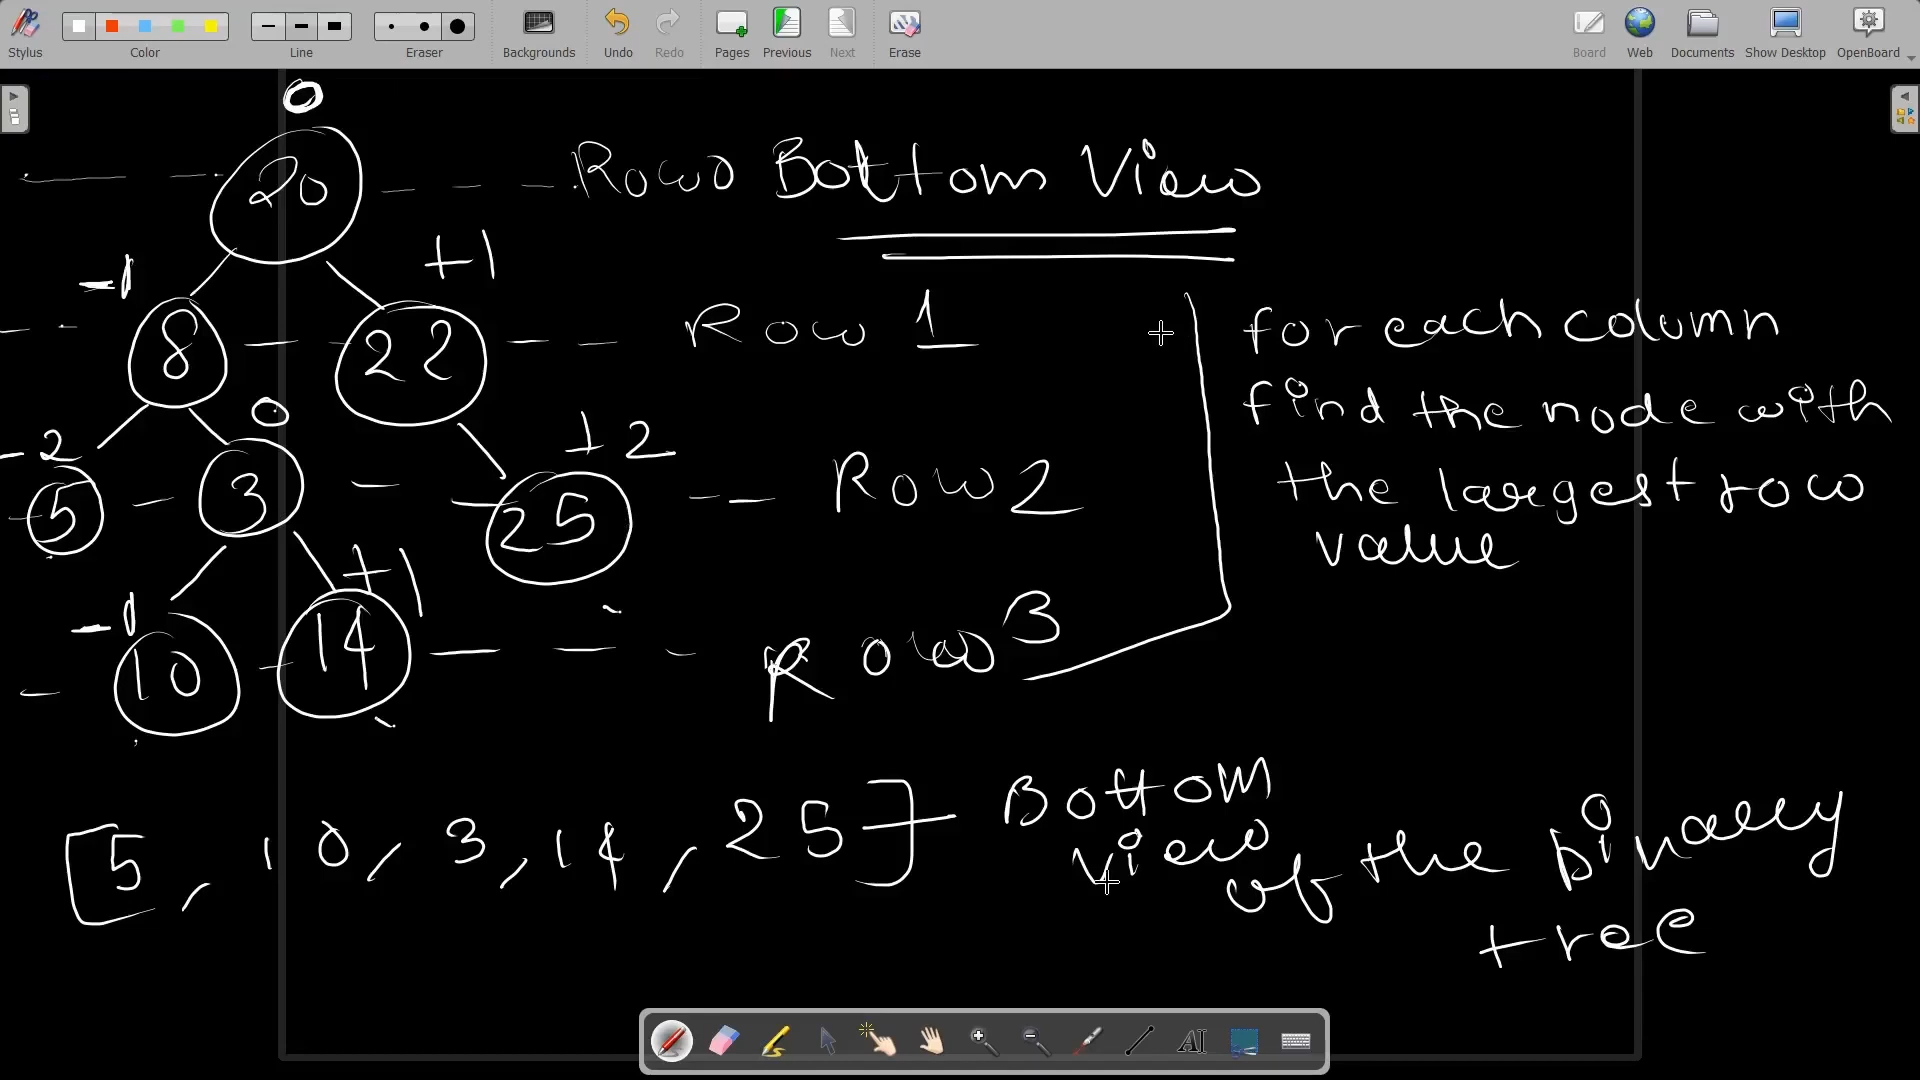 Stylus Color Line Eraser Backgrounds Undo Redo Pages Previous Next Erase Board Web Documents Show Desktop OpenBoard
0
20 Row 0 Bottom View
-1 +1
8 22 Row 1
for each column
find the node with
the largest row
value
-2 0 +2
5 3 25 Row 2
-1 +1
10 14 Row 3
[5, 10, 3, 14, 25] - Bottom
view of the binary
tree